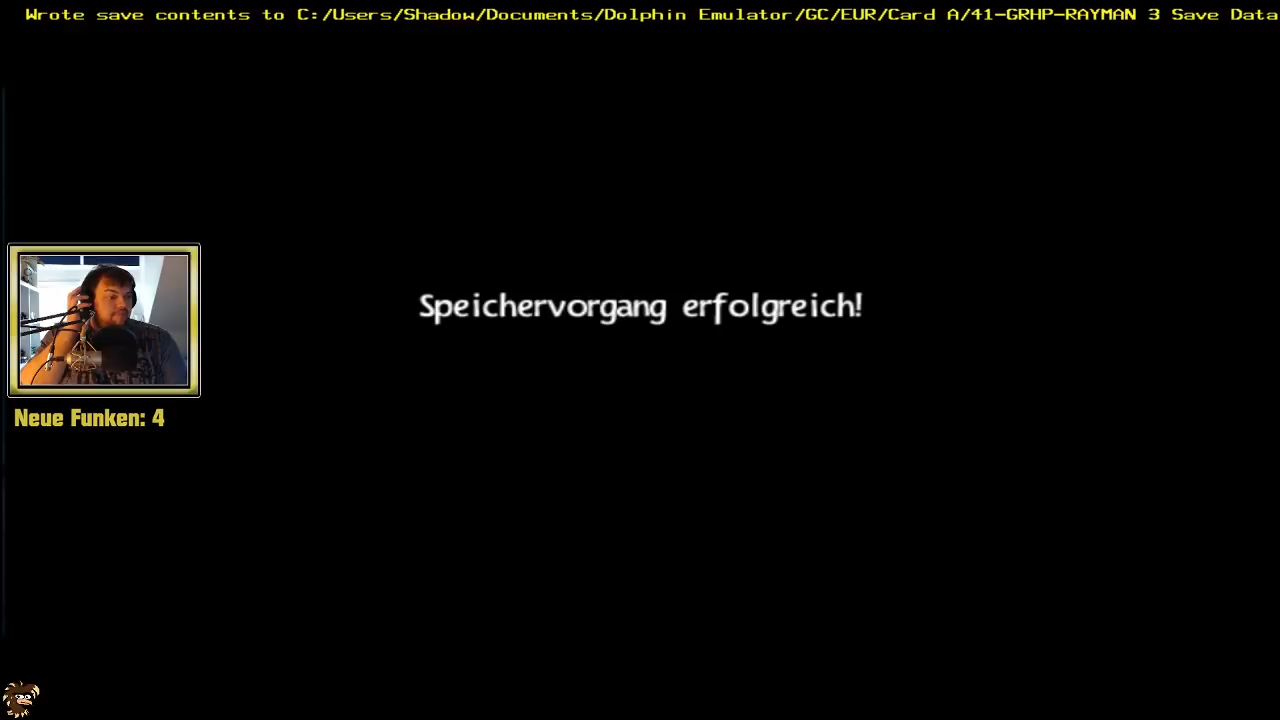 Wrote save contents to C:/Users/Shadow/Documents/Dolphin Emulator/GC/EUR/Card A/41-GRHP-RAYMAN 3 Save Data
Speichervorgang erfolgreich!
Neue Funken: 4